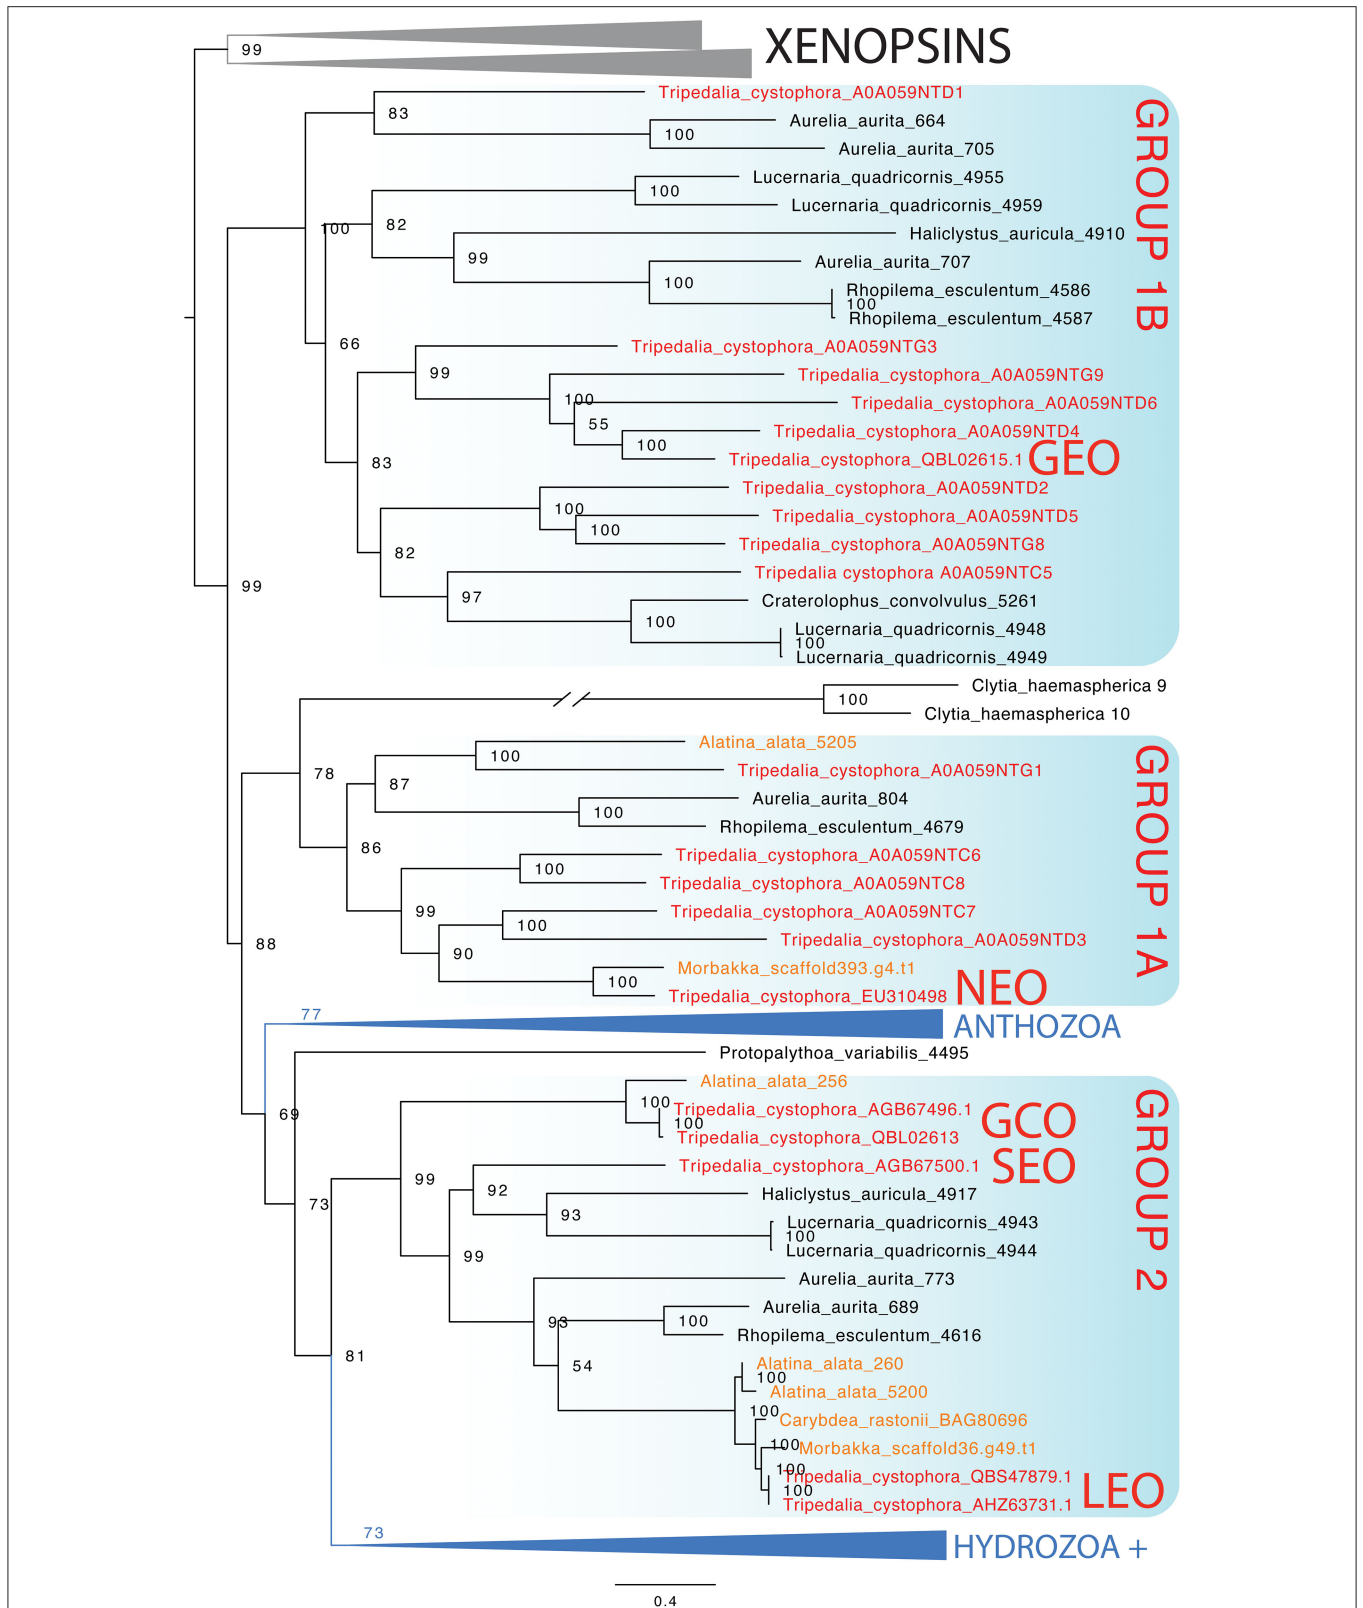 99
XENOPSINS
Tripedalia_cystophora_A0A059NTD1
83
Aurelia_aurita_664
100
Aurelia_aurita_705
GROUP 1B
Lucernaria_quadricornis_4955
100
Lucernaria_quadricornis_4959
100
82
Haliclystus_auricula_4910
99
Aurelia_aurita_707
100
Rhopilema_esculentum_4586
100
Rhopilema_esculentum_4587
66
Tripedalia_cystophora_A0A059NTG3
99
Tripedalia_cystophora_A0A059NTG9
100
Tripedalia_cystophora_A0A059NTD6
55
Tripedalia_cystophora_A0A059NTD4
100
Tripedalia_cystophora_QBL02615.1
GEO
83
Tripedalia_cystophora_A0A059NTD2
100
Tripedalia_cystophora_A0A059NTD5
100
Tripedalia_cystophora_A0A059NTG8
82
Tripedalia cystophora A0A059NTC5
97
Craterolophus_convolvulus_5261
100
Lucernaria_quadricornis_4948
100
Lucernaria_quadricornis_4949
99
Clytia_haemaspherica 9
100
Clytia_haemaspherica 10
78
Alatina_alata_5205
100
Tripedalia_cystophora_A0A059NTG1
87
Aurelia_aurita_804
100
Rhopilema_esculentum_4679
GROUP 1A
86
Tripedalia_cystophora_A0A059NTC6
100
Tripedalia_cystophora_A0A059NTC8
99
Tripedalia_cystophora_A0A059NTC7
100
Tripedalia_cystophora_A0A059NTD3
90
Morbakka_scaffold393.g4.t1
100
Tripedalia_cystophora_EU310498
NEO
88
77
ANTHOZOA
Protopalythoa_variabilis_4495
69
Alatina_alata_256
100
Tripedalia_cystophora_AGB67496.1
100
Tripedalia_cystophora_QBL02613
GCO
GROUP 2
Tripedalia_cystophora_AGB67500.1
SEO
99
92
73
Haliclystus_auricula_4917
93
Lucernaria_quadricornis_4943
100
Lucernaria_quadricornis_4944
99
Aurelia_aurita_773
93
Aurelia_aurita_689
100
Rhopilema_esculentum_4616
81
54
Alatina_alata_260
100
Alatina_alata_5200
100
Carybdea_rastonii_BAG80696
100
Morbakka_scaffold36.g49.t1
100
Tripedalia_cystophora_QBS47879.1
100
Tripedalia_cystophora_AHZ63731.1
LEO
73
HYDROZOA +
0.4